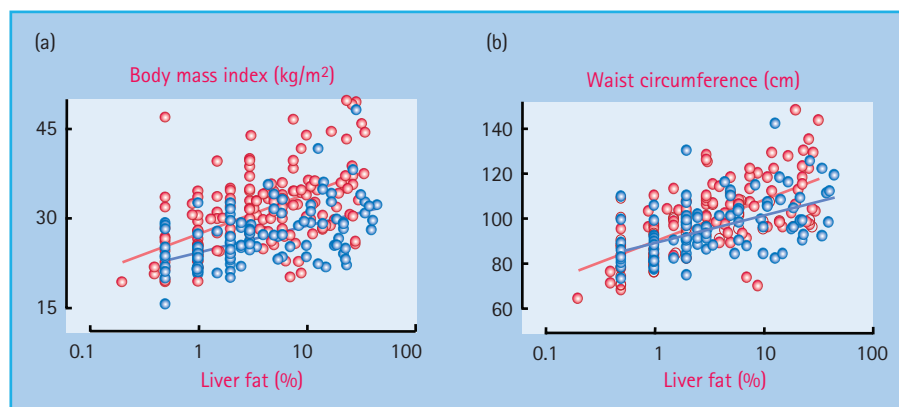 (a)
Body mass index (kg/m²)
45
30
15
0.1 1 10 100
Liver fat (%)
(b)
Waist circumference (cm)
140
120
100
80
60
0.1 1 10 100
Liver fat (%)